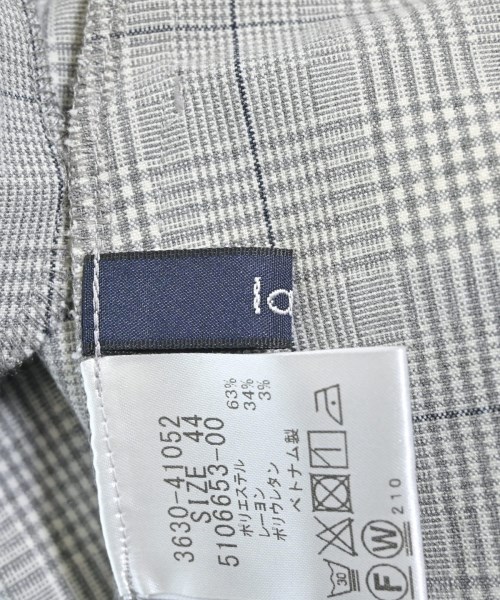 3630-41052
SIZE 44
5106653-00
ポリエステル 63%
レーヨン 34%
ポリウレタン 3%
ベトナム製
30
F W 210